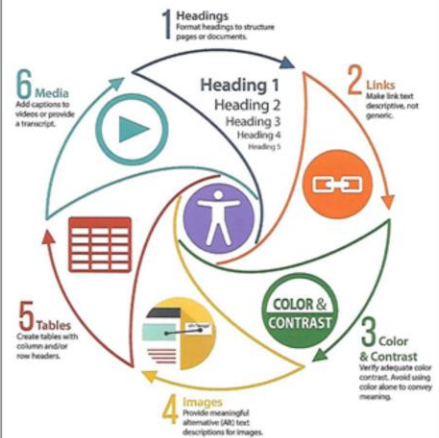 1 Headings
Format headings to structure
pages or documents.
Heading 1
Heading 2
Heading 3
Heading 4
Heading 5
2 Links
Make link text
descriptive, not
generic.
COLOR &
CONTRAST
3 Color
& Contrast
Verify adequate color
contrast. Avoid using
color alone to convey
meaning.
4 Images
Provide meaningful
alternative (Alt) text
descriptions for images.
5 Tables
Create tables with
column and/or
row headers.
6 Media
Add captions to
videos or provide
a transcript.